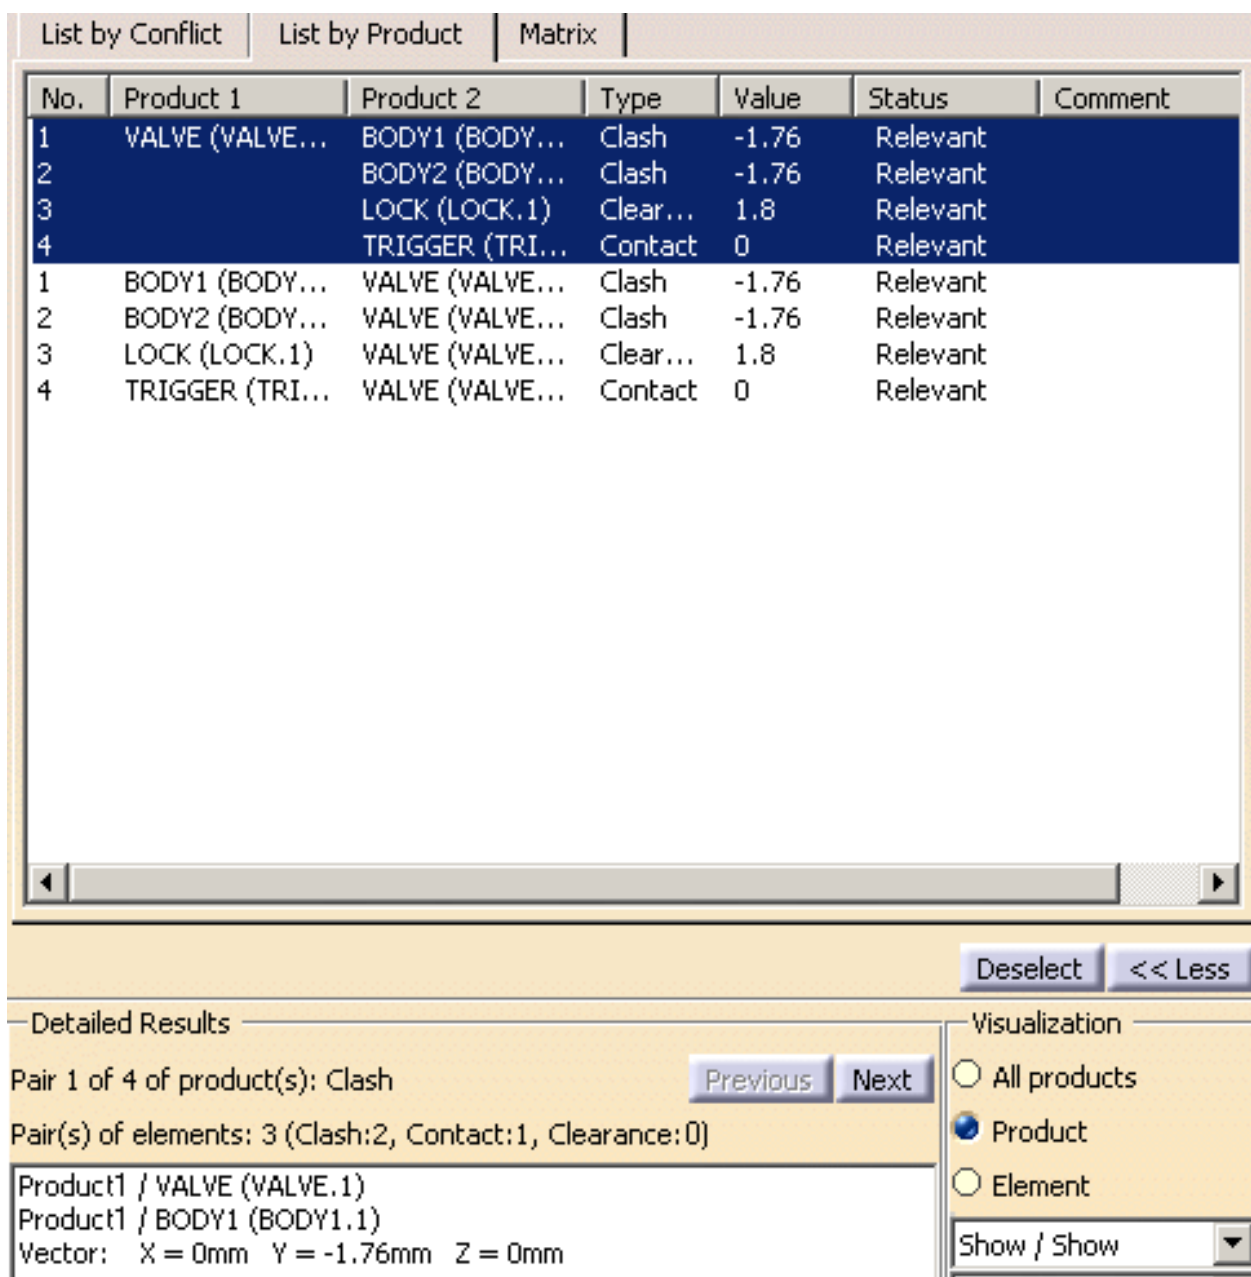 List by Conflict List by Product Matrix
No. Product 1 Product 2 Type Value Status Comment
1 VALVE (VALVE... BODY1 (BODY... Clash -1.76 Relevant
2 BODY2 (BODY... Clash -1.76 Relevant
3 LOCK (LOCK.1) Clear... 1.8 Relevant
4 TRIGGER (TRI... Contact 0 Relevant
1 BODY1 (BODY... VALVE (VALVE... Clash -1.76 Relevant
2 BODY2 (BODY... VALVE (VALVE... Clash -1.76 Relevant
3 LOCK (LOCK.1) VALVE (VALVE... Clear... 1.8 Relevant
4 TRIGGER (TRI... VALVE (VALVE... Contact 0 Relevant
Deselect << Less
Detailed Results
Pair 1 of 4 of product(s): Clash Previous Next
Pair(s) of elements: 3 (Clash:2, Contact:1, Clearance:0)
Product1 / VALVE (VALVE.1)
Product1 / BODY1 (BODY1.1)
Vector: X = 0mm Y = -1.76mm Z = 0mm
Visualization
All products
Product
Element
Show / Show